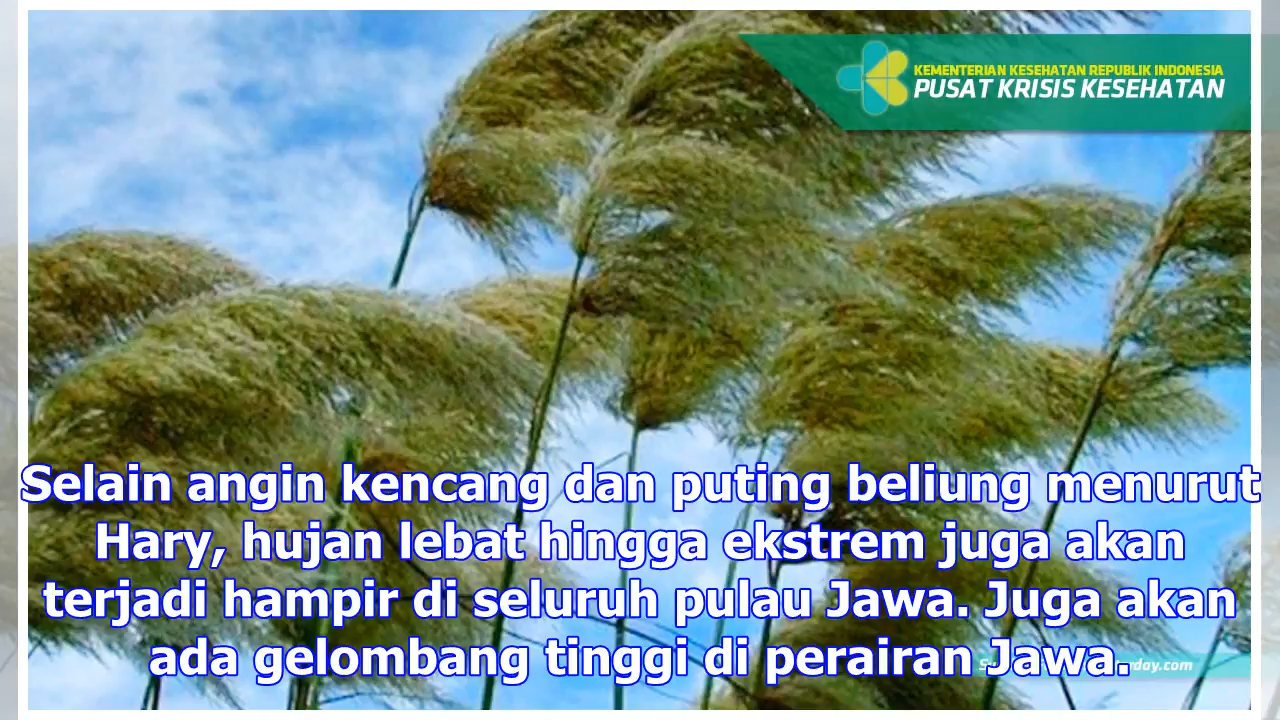 KEMENTERIAN KESEHATAN REPUBLIK INDONESIA
PUSAT KRISIS KESEHATAN
Selain angin kencang dan puting beliung menurut
Hary, hujan lebat hingga ekstrem juga akan
terjadi hampir di seluruh pulau Jawa. Juga akan
ada gelombang tinggi di perairan Jawa.